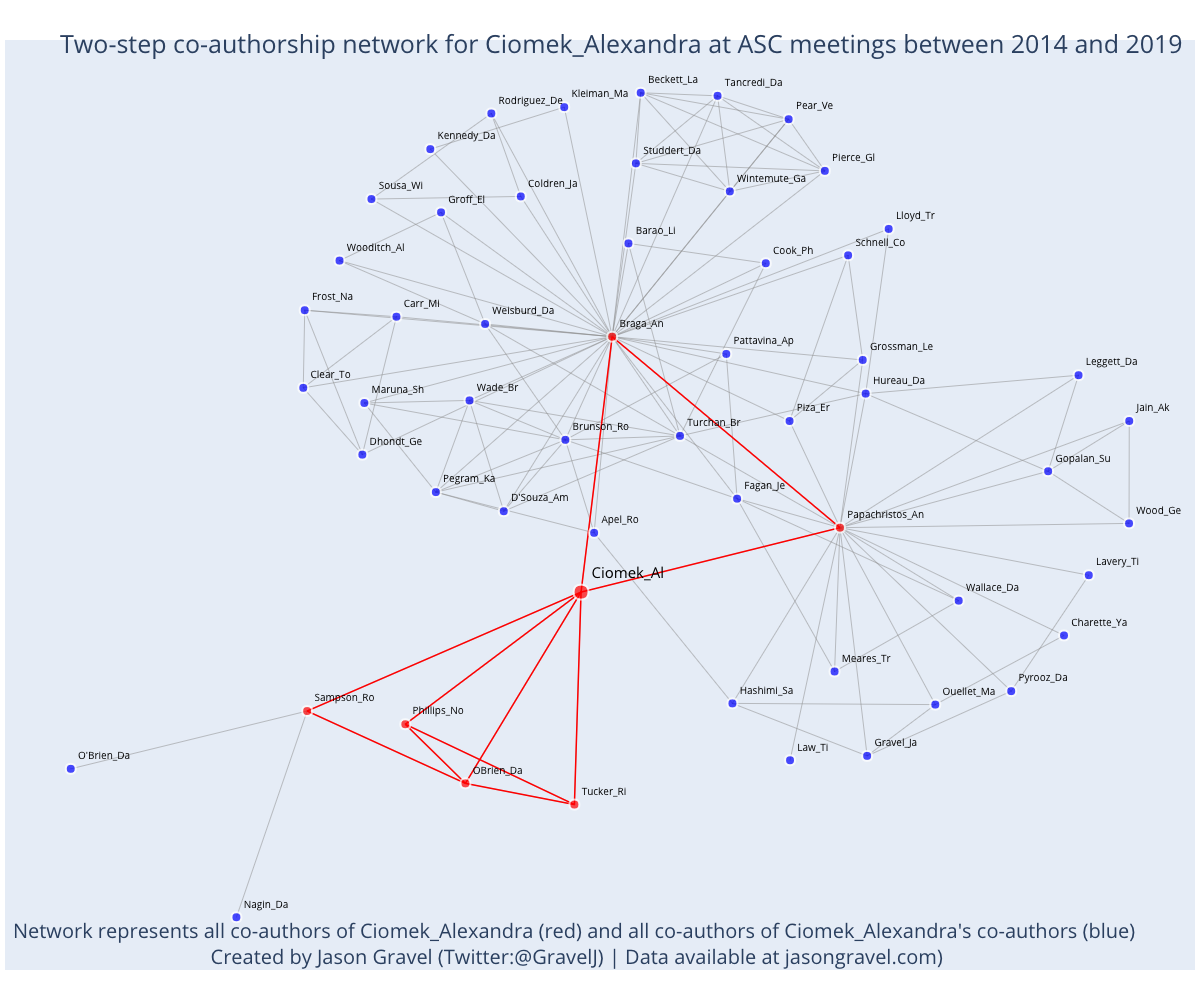 Two-step co-authorship network for Ciomek_Alexandra at ASC meetings between 2014 and 2019
Beckett_La
Tancredi_Da
Kleiman_Ma
Rodriguez_De
Pear_Ve
Kennedy_Da
Studdert_Da
Pierce_Gl
Wintemute_Ga
Coldren_Ja
Sousa_Wi
Groff_El
Lloyd_Tr
Barao_Li
Schnell_Co
Wooditch_Al
Cook_Ph
Frost_Na
Carr_Mi
Weisburd_Da
Braga_An
Pattavina_Ap
Grossman_Le
Leggett_Da
Clear_To
Hureau_Da
Maruna_Sh
Wade_Br
Piza_Er
Jain_Ak
Turchan_Br
Brunson_Ro
Dhondt_Ge
Gopalan_Su
Pegram_Ka
Fagan_Je
D'Souza_Am
Wood_Ge
Papachristos_An
Apel_Ro
Lavery_Ti
Ciomek_Al
Wallace_Da
Charette_Ya
Meares_Tr
Pyrooz_Da
Hashimi_Sa
Ouellet_Ma
Sampson_Ro
Phillips_No
Gravel_Ja
Law_Ti
O'Brien_Da
OBrien_Da
Tucker_Ri
Nagin_Da
Network represents all co-authors of Ciomek_Alexandra (red) and all co-authors of Ciomek_Alexandra's co-authors (blue)
Created by Jason Gravel (Twitter:@GravelJ) | Data available at jasongravel.com)